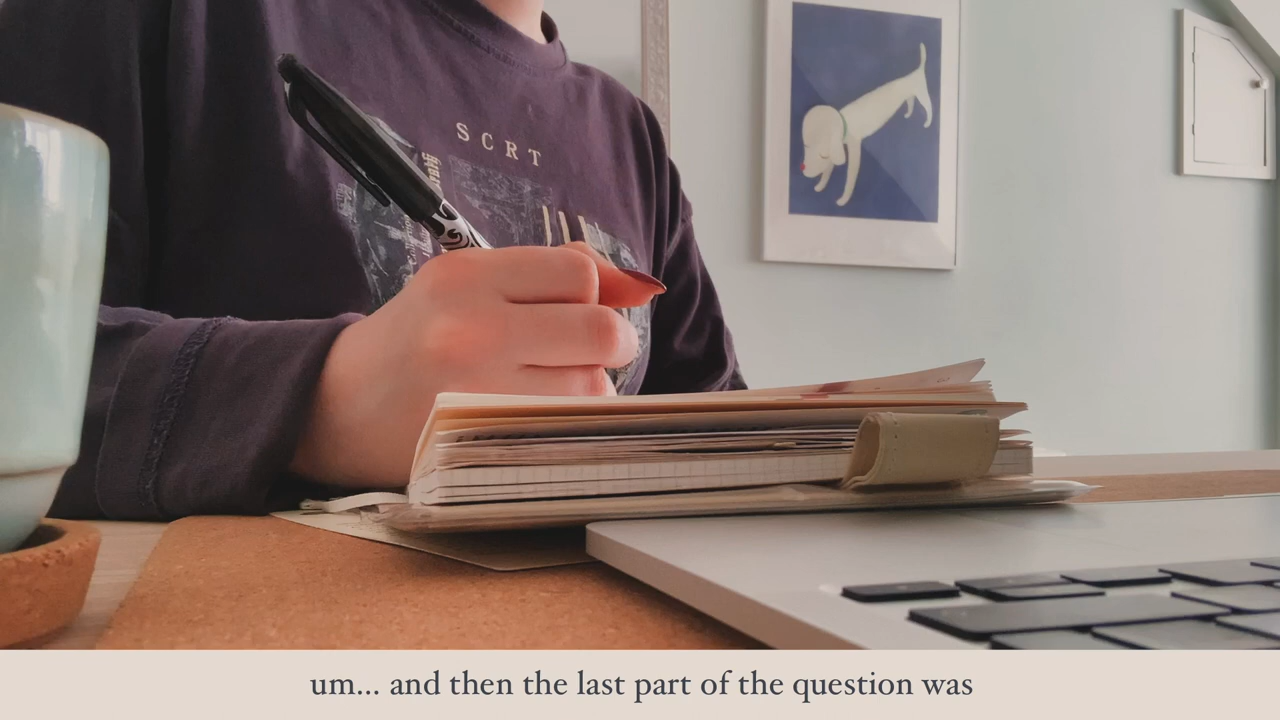 SCRT
um... and then the last part of the question was